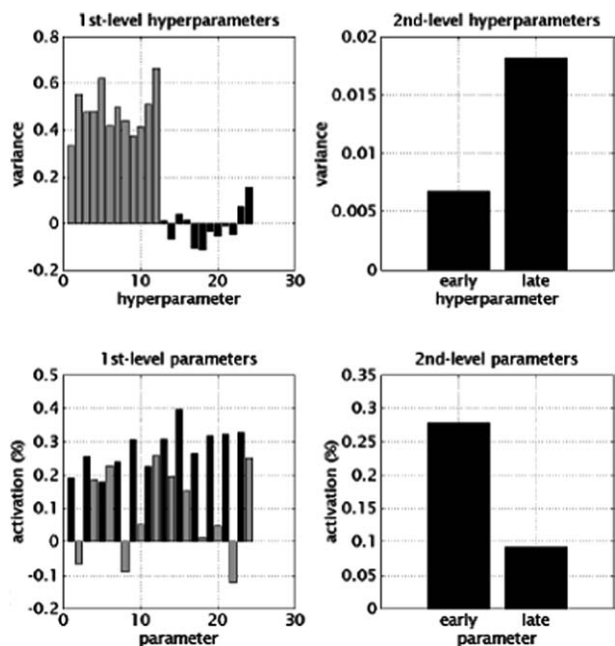 1st-level hyperparameters
0.8
0.6
0.4
0.2
0
-0.2
variance
0 10 20 30
hyperparameter
2nd-level hyperparameters
0.02
0.015
0.01
0.005
0
variance
early late
hyperparameter
1st-level parameters
0.5
0.4
0.3
0.2
0.1
0
-0.1
-0.2
activation (%)
0 10 20 30
parameter
2nd-level parameters
0.35
0.3
0.25
0.2
0.15
0.1
0.05
0
activation (%)
early late
parameter